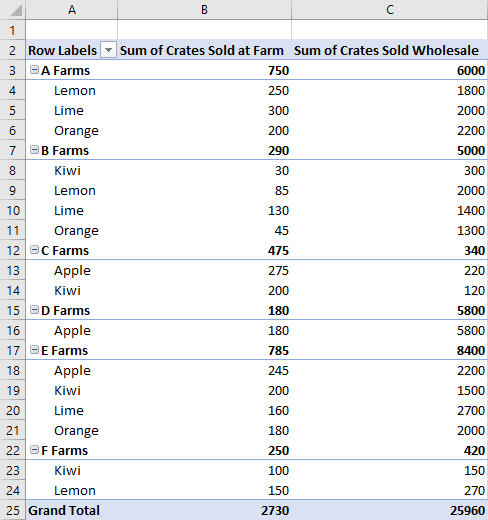 A B C
1
2 Row Labels Sum of Crates Sold at Farm Sum of Crates Sold Wholesale
3 A Farms 750 6000
4 Lemon 250 1800
5 Lime 300 2000
6 Orange 200 2200
7 B Farms 290 5000
8 Kiwi 30 300
9 Lemon 85 2000
10 Lime 130 1400
11 Orange 45 1300
12 C Farms 475 340
13 Apple 275 220
14 Kiwi 200 120
15 D Farms 180 5800
16 Apple 180 5800
17 E Farms 785 8400
18 Apple 245 2200
19 Kiwi 200 1500
20 Lime 160 2700
21 Orange 180 2000
22 F Farms 250 420
23 Kiwi 100 150
24 Lemon 150 270
25 Grand Total 2730 25960